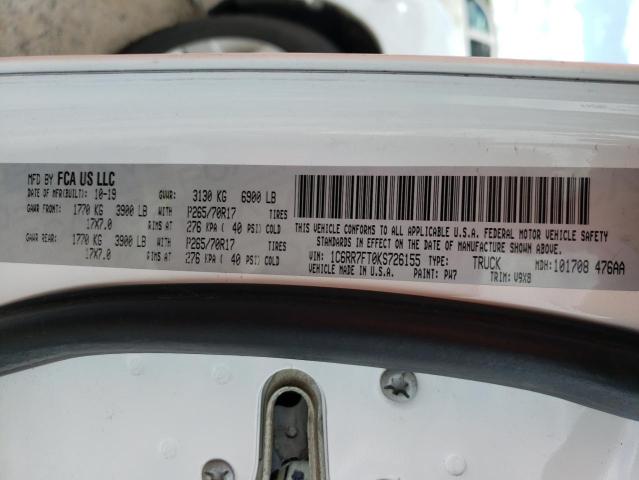 MFD BY FCA US LLC
DATE OF MFR(BUILT): 10-19 GVWR: 3130 KG 6900 LB
GAWR FRONT: 1770 KG 3900 LB WITH P265/70R17 TIRES
17X7.0 RIMS AT 276 KPA ( 40 PSI) COLD
GAWR REAR: 1770 KG 3900 LB WITH P265/70R17 TIRES
17X7.0 RIMS AT 276 KPA ( 40 PSI) COLD
THIS VEHICLE CONFORMS TO ALL APPLICABLE U.S.A. FEDERAL MOTOR VEHICLE SAFETY
STANDARDS IN EFFECT ON THE DATE OF MANUFACTURE SHOWN ABOVE.
VIN: 1C6RR7FT0KS726155 TYPE: TRUCK MDH: 101708 476AA
VEHICLE MADE IN U.S.A. PAINT: PW7 TRIM: V9X8